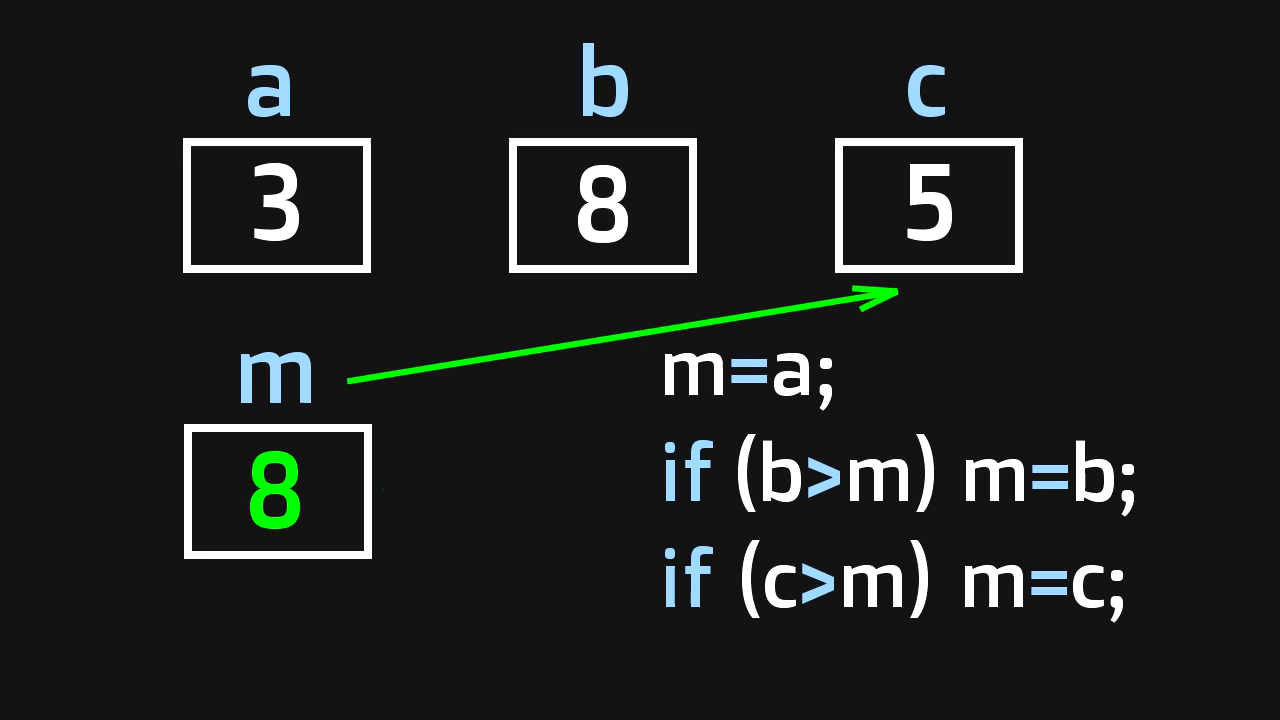 a b c
3 8 5
m
m=a;
8
if (b>m) m=b;
if (c>m) m=c;